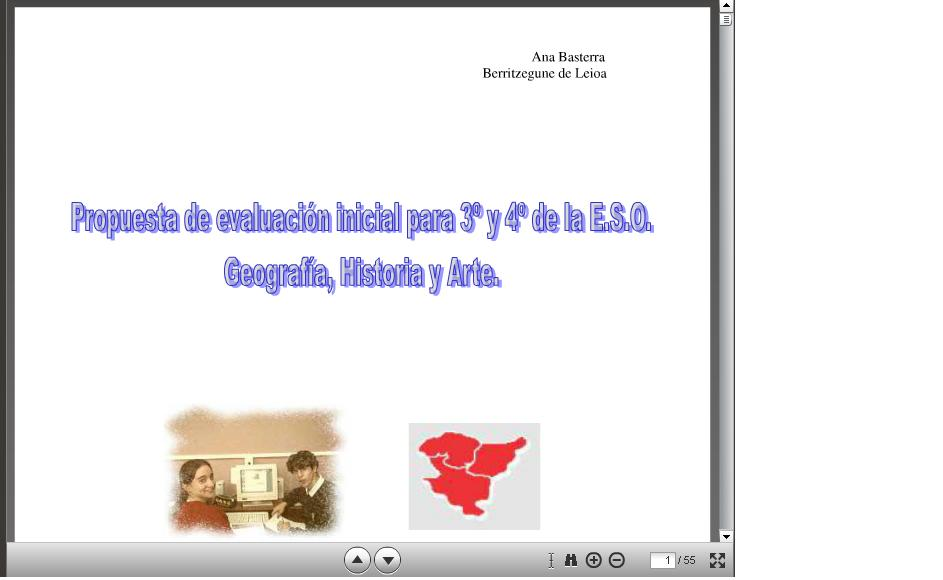 Ana Basterra
Berritzegune de Leioa
Propuesta de evaluación inicial para 3º y 4º de la E.S.O.
Geografía, Historia y Arte.
1 / 55